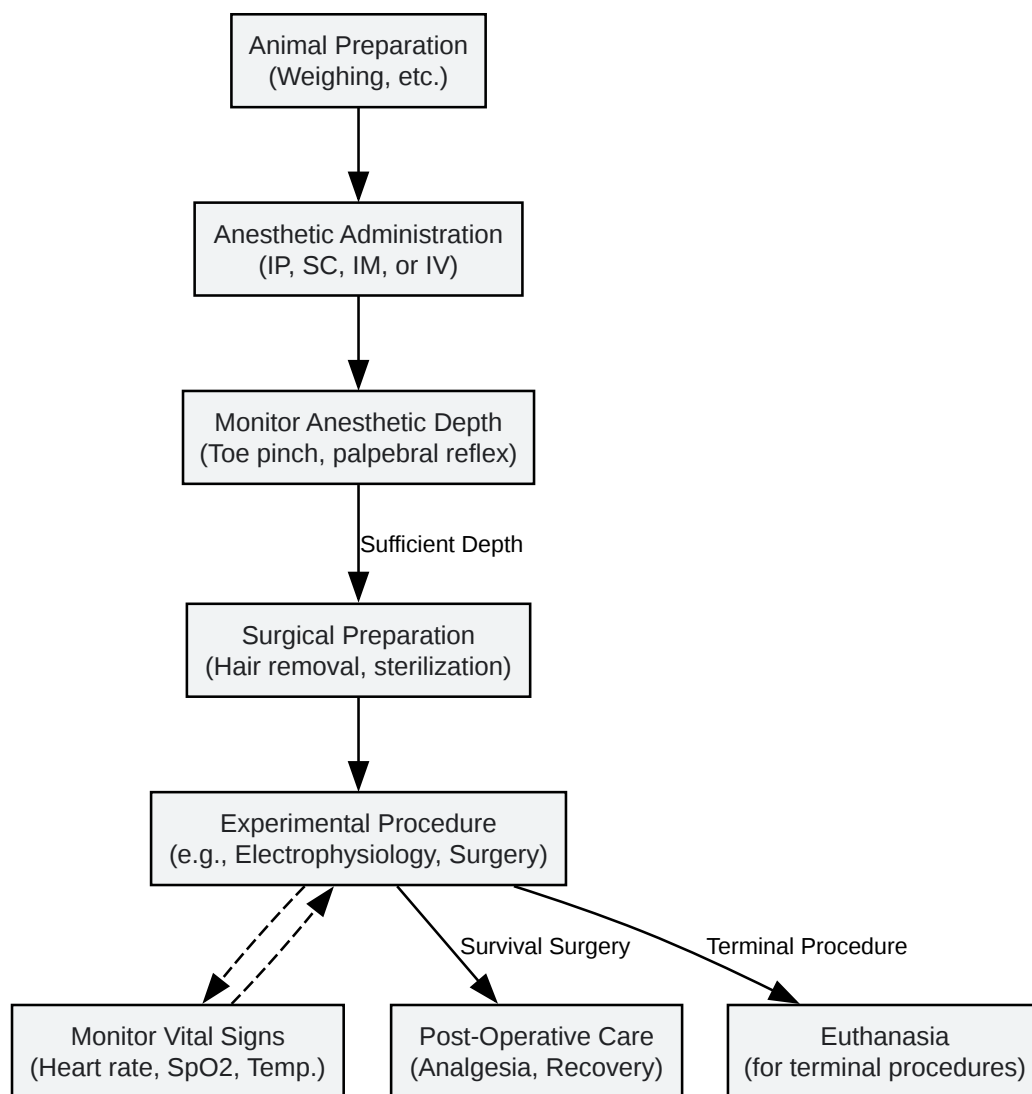 Animal Preparation
(Weighing, etc.)
Anesthetic Administration
(IP, SC, IM, or IV)
Monitor Anesthetic Depth
(Toe pinch, palpebral reflex)
Sufficient Depth
Surgical Preparation
(Hair removal, sterilization)
Experimental Procedure
(e.g., Electrophysiology, Surgery)
Survival Surgery
Terminal Procedure
Monitor Vital Signs
(Heart rate, SpO2, Temp.)
Post-Operative Care
(Analgesia, Recovery)
Euthanasia
(for terminal procedures)